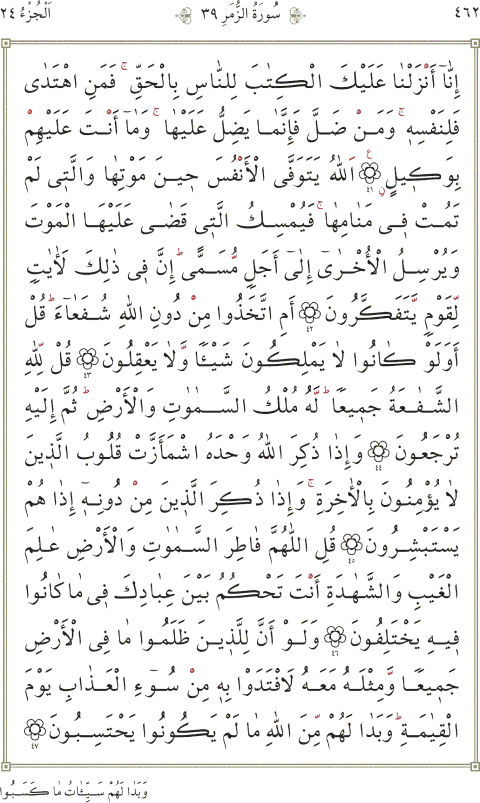 ٤٦٢ سُورَةُ الزُّمَرِ ٣٩ اَلْجُزْءُ ٢٤
إِنَّآ أَنْزَلْنٰا عَلَيْكَ الْكِتٰبَ لِلنّٰاسِ بِالْحَقِّ ۚ فَمَنِ اهْتَدٰى
فَلِنَفْسِهٖ ۚ وَمَنْ ضَلَّ فَإِنَّمٰا يَضِلُّ عَلَيْهٰا ۚ وَمٰآ أَنْتَ عَلَيْهِمْ
بِوَكٖيلٍ ٤١ اَللّٰهُ يَتَوَفَّى الْأَنْفُسَ حٖينَ مَوْتِهٰا وَالَّتٖي لَمْ
تَمُتْ فٖي مَنٰامِهٰا ۚ فَيُمْسِكُ الَّتٖي قَضٰى عَلَيْهَا الْمَوْتَ
وَيُرْسِلُ الْأُخْرٰىٓ إِلٰىٓ أَجَلٍ مُّسَمًّى ۚ إِنَّ فٖي ذٰلِكَ لَأٰيٰتٍ
لِّقَوْمٍ يَّتَفَكَّرُونَ ٤٢ أَمِ اتَّخَذُوا مِنْ دُونِ اللّٰهِ شُفَعٰآءَ ۚ قُلْ
أَوَلَوْ كٰانُوا لٰا يَمْلِكُونَ شَيْـًٔا وَّلٰا يَعْقِلُونَ ٤٣ قُلْ لِّلّٰهِ
الشَّفٰعَةُ جَمٖيعًا ۚ لَّهُ مُلْكُ السَّمٰوٰتِ وَالْأَرْضِ ۚ ثُمَّ إِلَيْهِ
تُرْجَعُونَ ٤٤ وَإِذٰا ذُكِرَ اللّٰهُ وَحْدَهُ اشْمَأَزَّتْ قُلُوبُ الَّذٖينَ
لٰا يُؤْمِنُونَ بِالْأٰخِرَةِ ۚ وَإِذٰا ذُكِرَ الَّذٖينَ مِنْ دُونِهٖٓ إِذٰا هُمْ
يَسْتَبْشِرُونَ ٤٥ قُلِ اللّٰهُمَّ فٰاطِرَ السَّمٰوٰتِ وَالْأَرْضِ عٰلِمَ
الْغَيْبِ وَالشَّهٰدَةِ أَنْتَ تَحْكُمُ بَيْنَ عِبٰادِكَ فٖي مٰا كٰانُوا
فٖيهِ يَخْتَلِفُونَ ٤٦ وَلَوْ أَنَّ لِلَّذٖينَ ظَلَمُوا مٰا فِي الْأَرْضِ
جَمٖيعًا وَّمِثْلَهُ مَعَهُ لَافْتَدَوْا بِهٖ مِنْ سُوٓءِ الْعَذٰابِ يَوْمَ
الْقِيٰمَةِ ۚ وَبَدٰا لَهُمْ مِّنَ اللّٰهِ مٰا لَمْ يَكُونُوا يَحْتَسِبُونَ ٤٧
وَبَدٰا لَهُمْ سَيِّـٰٔاتُ مٰا كَسَبُوا